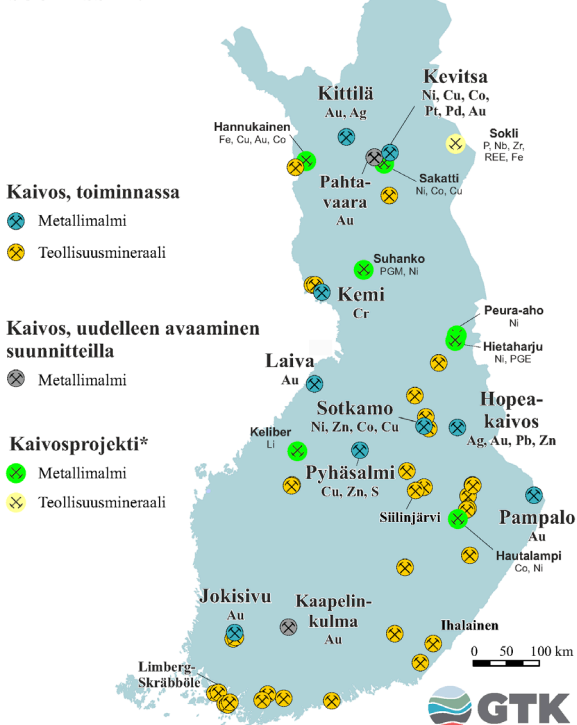 Kevitsa
Ni, Cu, Co,
Pt, Pd, Au
Kittilä
Au, Ag
Hannukainen
Fe, Cu, Au, Co
Sokli
P, Nb, Zr,
REE, Fe
Pahta-
vaara
Au
Sakatti
Ni, Co, Cu
Kaivos, toiminnassa
Metallimalmi
Teollisuusmineraali
Suhanko
PGM, Ni
Kemi
Cr
Peura-aho
Ni
Hietaharju
Ni, PGE
Kaivos, uudelleen avaaminen
suunnitteilla
Metallimalmi
Laiva
Au
Sotkamo
Ni, Zn, Co, Cu
Hopea-
kaivos
Ag, Au, Pb, Zn
Keliber
Li
Kaivosprojekti*
Metallimalmi
Teollisuusmineraali
Pyhäsalmi
Cu, Zn, S
Siilinjärvi
Pampalo
Au
Hautalampi
Co, Ni
Jokisivu
Au
Kaapelin-
kulma
Au
Ihalainen
Limberg-
Skräbböle
0 50 100 km
GTK